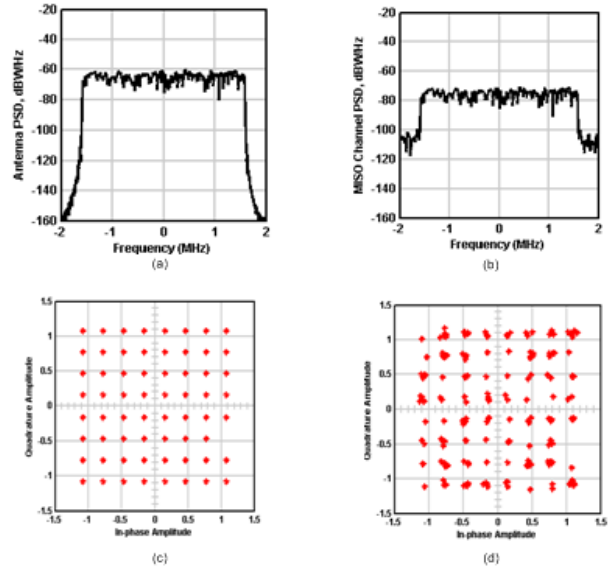 -20
-40
-60
-80
-100
-120
-140
-160
Antenna PSD, dBW/Hz
-2 -1 0 1 2
Frequency (MHz)
(a)
-20
-40
-60
-80
-100
-120
-140
-160
MISO Channel PSD, dBW/Hz
-2 -1 0 1 2
Frequency (MHz)
(b)
1.5
1
0.5
0
-0.5
-1
-1.5
Quadrature Amplitude
-1.5 -1 -0.5 0 0.5 1 1.5
In-phase Amplitude
(c)
1.5
1
0.5
0
-0.5
-1
-1.5
Quadrature Amplitude
-1.5 -1 -0.5 0 0.5 1 1.5
In-phase Amplitude
(d)